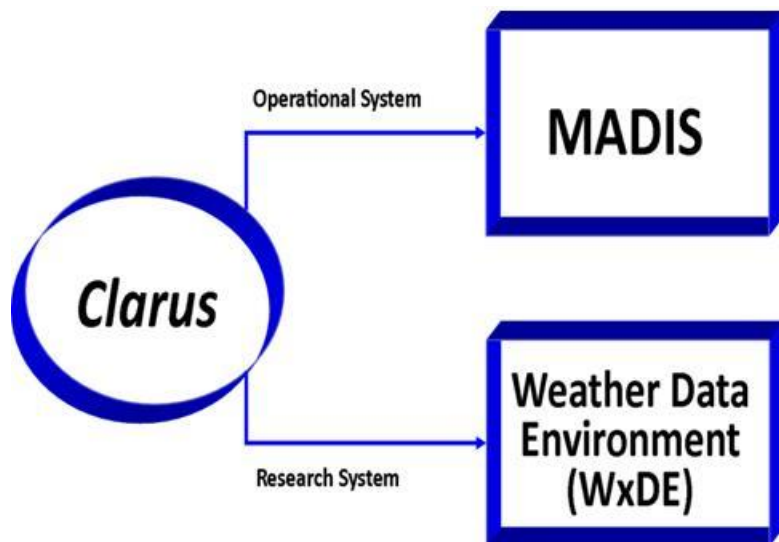 Operational System
MADIS
Clarus
Weather Data
Environment
(WxDE)
Research System